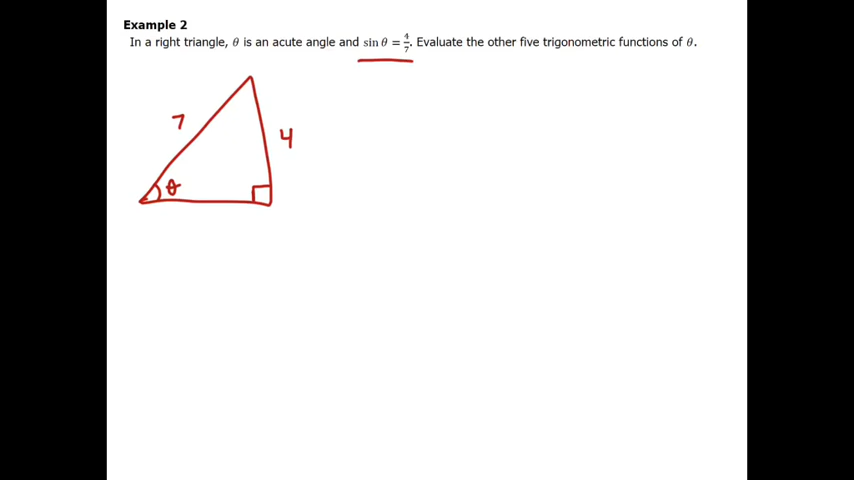 Example 2
In a right triangle, θ is an acute angle and sin θ = 4/7. Evaluate the other five trigonometric functions of θ.
7
4
θ